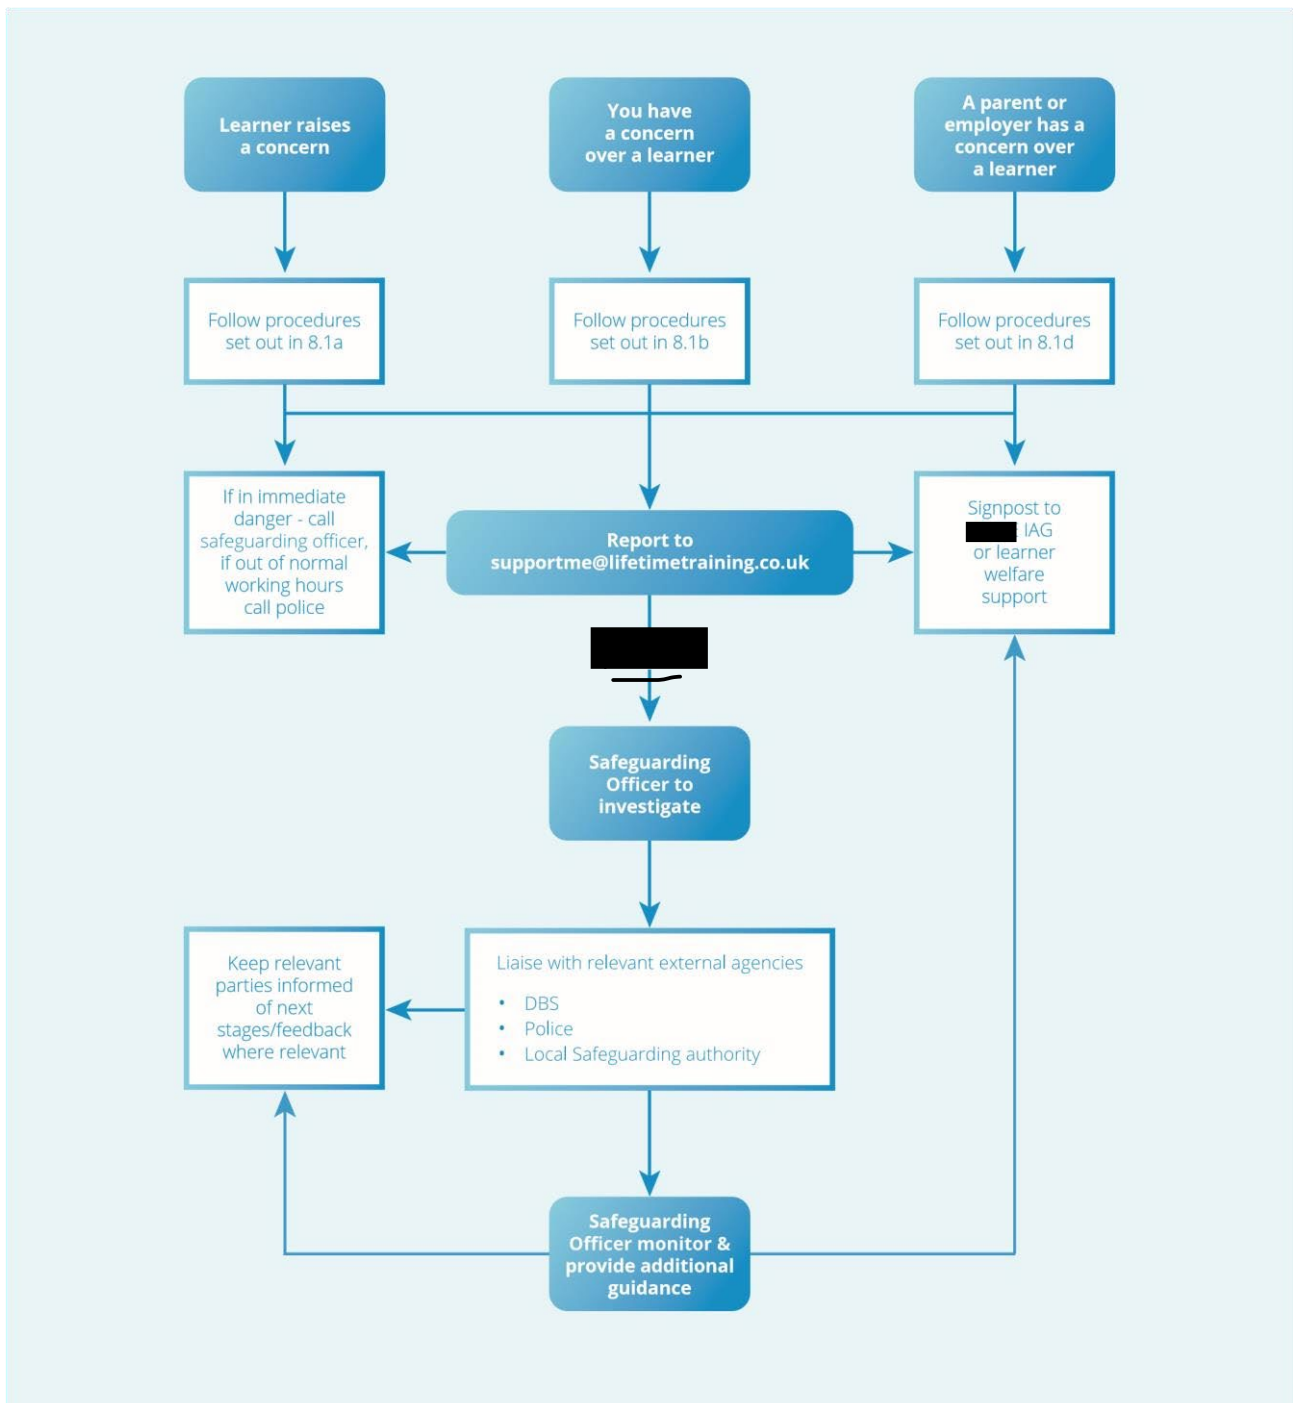 Learner raises
a concern
You have
a concern
over a learner
A parent or
employer has a
concern over
a learner
Follow procedures
set out in 8.1a
Follow procedures
set out in 8.1b
Follow procedures
set out in 8.1d
If in immediate
danger - call
safeguarding officer,
if out of normal
working hours
call police
Report to
supportme@lifetimetraining.co.uk
Signpost to
IAG
or learner
welfare
support
Safeguarding
Officer to
investigate
Keep relevant
parties informed
of next
stages/feedback
where relevant
Liaise with relevant external agencies
• DBS
• Police
• Local Safeguarding authority
Safeguarding
Officer monitor &
provide additional
guidance